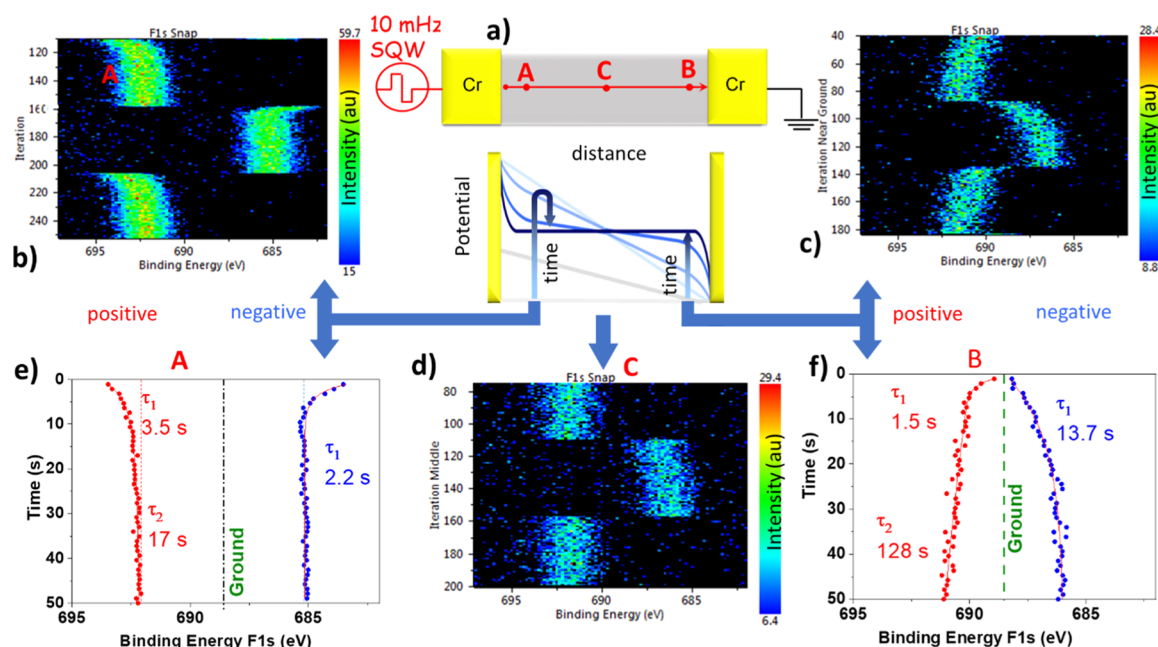 10 mHz
SQW
a)
Cr
A
C
B
Cr
distance
Potential
time
time
F1s Snap
59.7
110
A
120
140
160
180
200
220
240
Iteration
695
690
685
Binding Energy (eV)
Intensity (au)
15
b)
F1s Snap
28.4
40
60
80
100
120
140
160
180
Iteration Near Ground
695
690
685
Binding Energy (eV)
Intensity (au)
8.8
c)
positive
negative
positive
negative
e)
A
0
10
20
30
40
50
Time (s)
τ1
3.5 s
τ2
17 s
τ1
2.2 s
Ground
695
690
685
Binding Energy F1s (eV)
d)
C
F1s Snap
29.4
80
100
120
140
160
180
200
Iteration Middle
695
690
685
Binding Energy (eV)
Intensity (au)
6.4
f)
B
0
10
20
30
40
50
Time (s)
τ1
1.5 s
τ2
128 s
τ1
13.7 s
Ground
695
690
685
Binding Energy F1s (eV)